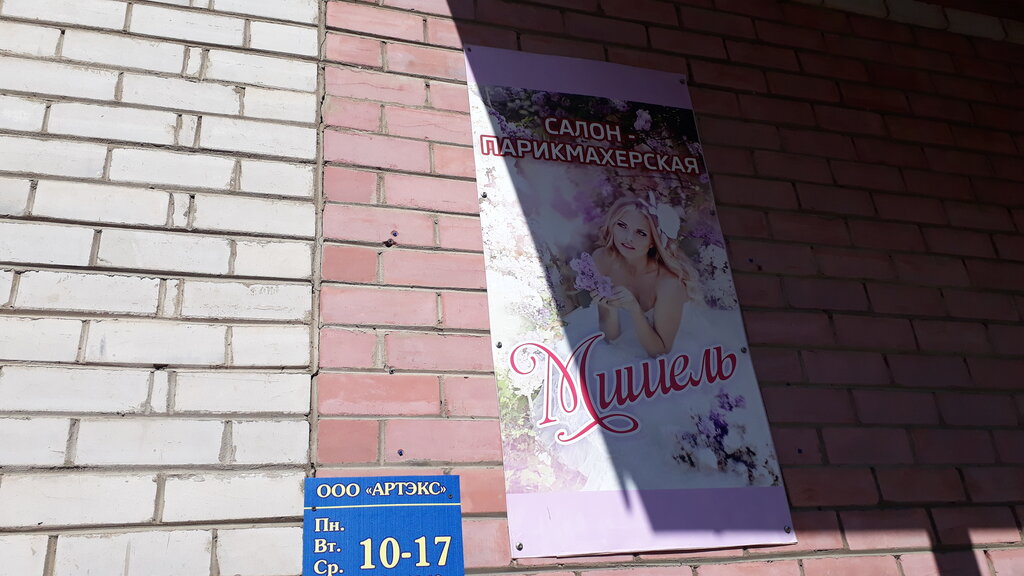 САЛОН -
ПАРИКМАХЕРСКАЯ
Мишель
ООО «АРТЭКС»
Пн.
Вт. 10-17
Ср.